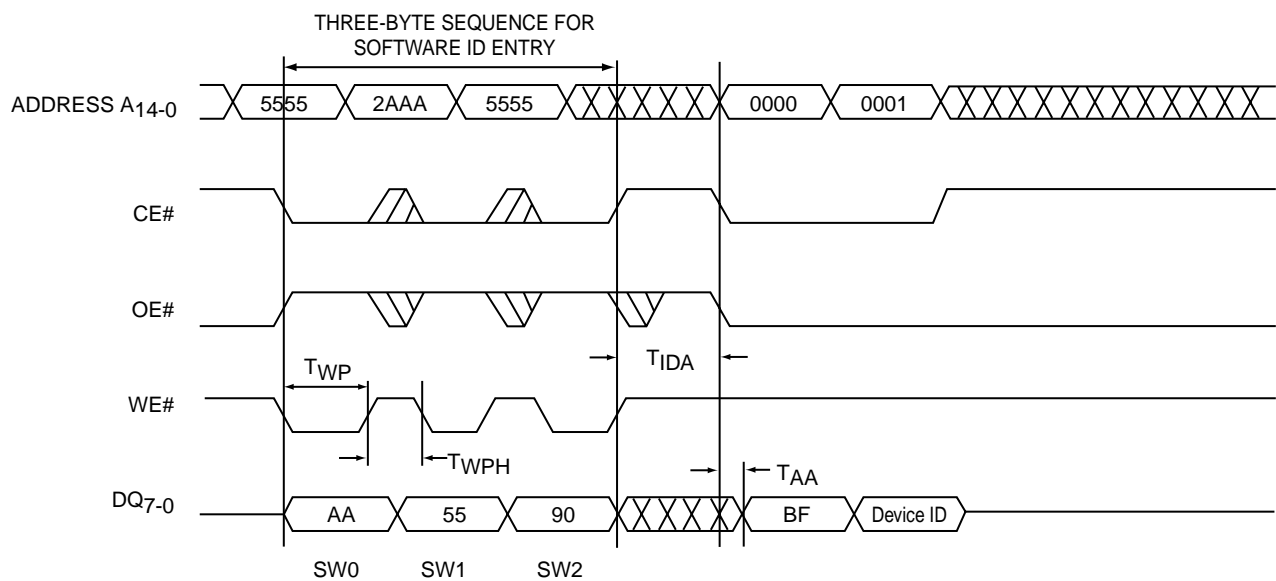 THREE-BYTE SEQUENCE FOR
SOFTWARE ID ENTRY
ADDRESS A14-0
5555 2AAA 5555 0000 0001
CE#
OE#
TWP TIDA
WE#
TWPH TAA
DQ7-0
AA 55 90 BF Device ID
SW0 SW1 SW2